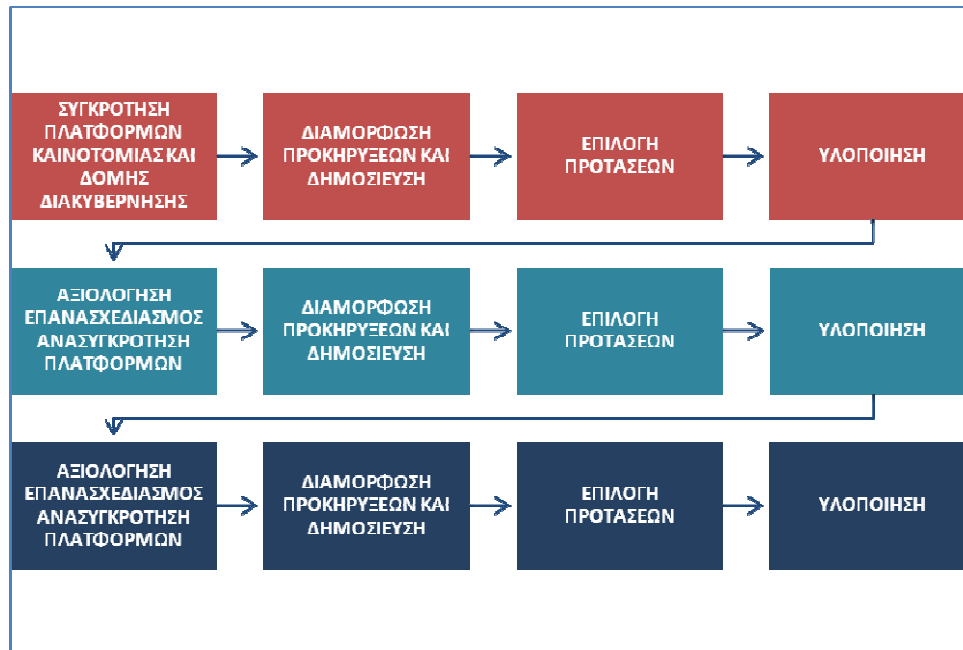 ΣΥΓΚΡΟΤΗΣΗ
ΠΛΑΤΦΟΡΜΩΝ
ΚΑΙΝΟΤΟΜΙΑΣ ΚΑΙ
ΔΟΜΗΣ
ΔΙΑΚΥΒΕΡΝΗΣΗΣ
ΔΙΑΜΟΡΦΩΣΗ
ΠΡΟΚΗΡΥΞΕΩΝ ΚΑΙ
ΔΗΜΟΣΙΕΥΣΗ
ΕΠΙΛΟΓΗ
ΠΡΟΤΑΣΕΩΝ
ΥΛΟΠΟΙΗΣΗ
ΑΞΙΟΛΟΓΗΣΗ
ΕΠΑΝΑΣΧΕΔΙΑΣΜΟΣ
ΑΝΑΣΥΓΚΡΟΤΗΣΗ
ΠΛΑΤΦΟΡΜΩΝ
ΔΙΑΜΟΡΦΩΣΗ
ΠΡΟΚΗΡΥΞΕΩΝ ΚΑΙ
ΔΗΜΟΣΙΕΥΣΗ
ΕΠΙΛΟΓΗ
ΠΡΟΤΑΣΕΩΝ
ΥΛΟΠΟΙΗΣΗ
ΑΞΙΟΛΟΓΗΣΗ
ΕΠΑΝΑΣΧΕΔΙΑΣΜΟΣ
ΑΝΑΣΥΓΚΡΟΤΗΣΗ
ΠΛΑΤΦΟΡΜΩΝ
ΔΙΑΜΟΡΦΩΣΗ
ΠΡΟΚΗΡΥΞΕΩΝ ΚΑΙ
ΔΗΜΟΣΙΕΥΣΗ
ΕΠΙΛΟΓΗ
ΠΡΟΤΑΣΕΩΝ
ΥΛΟΠΟΙΗΣΗ